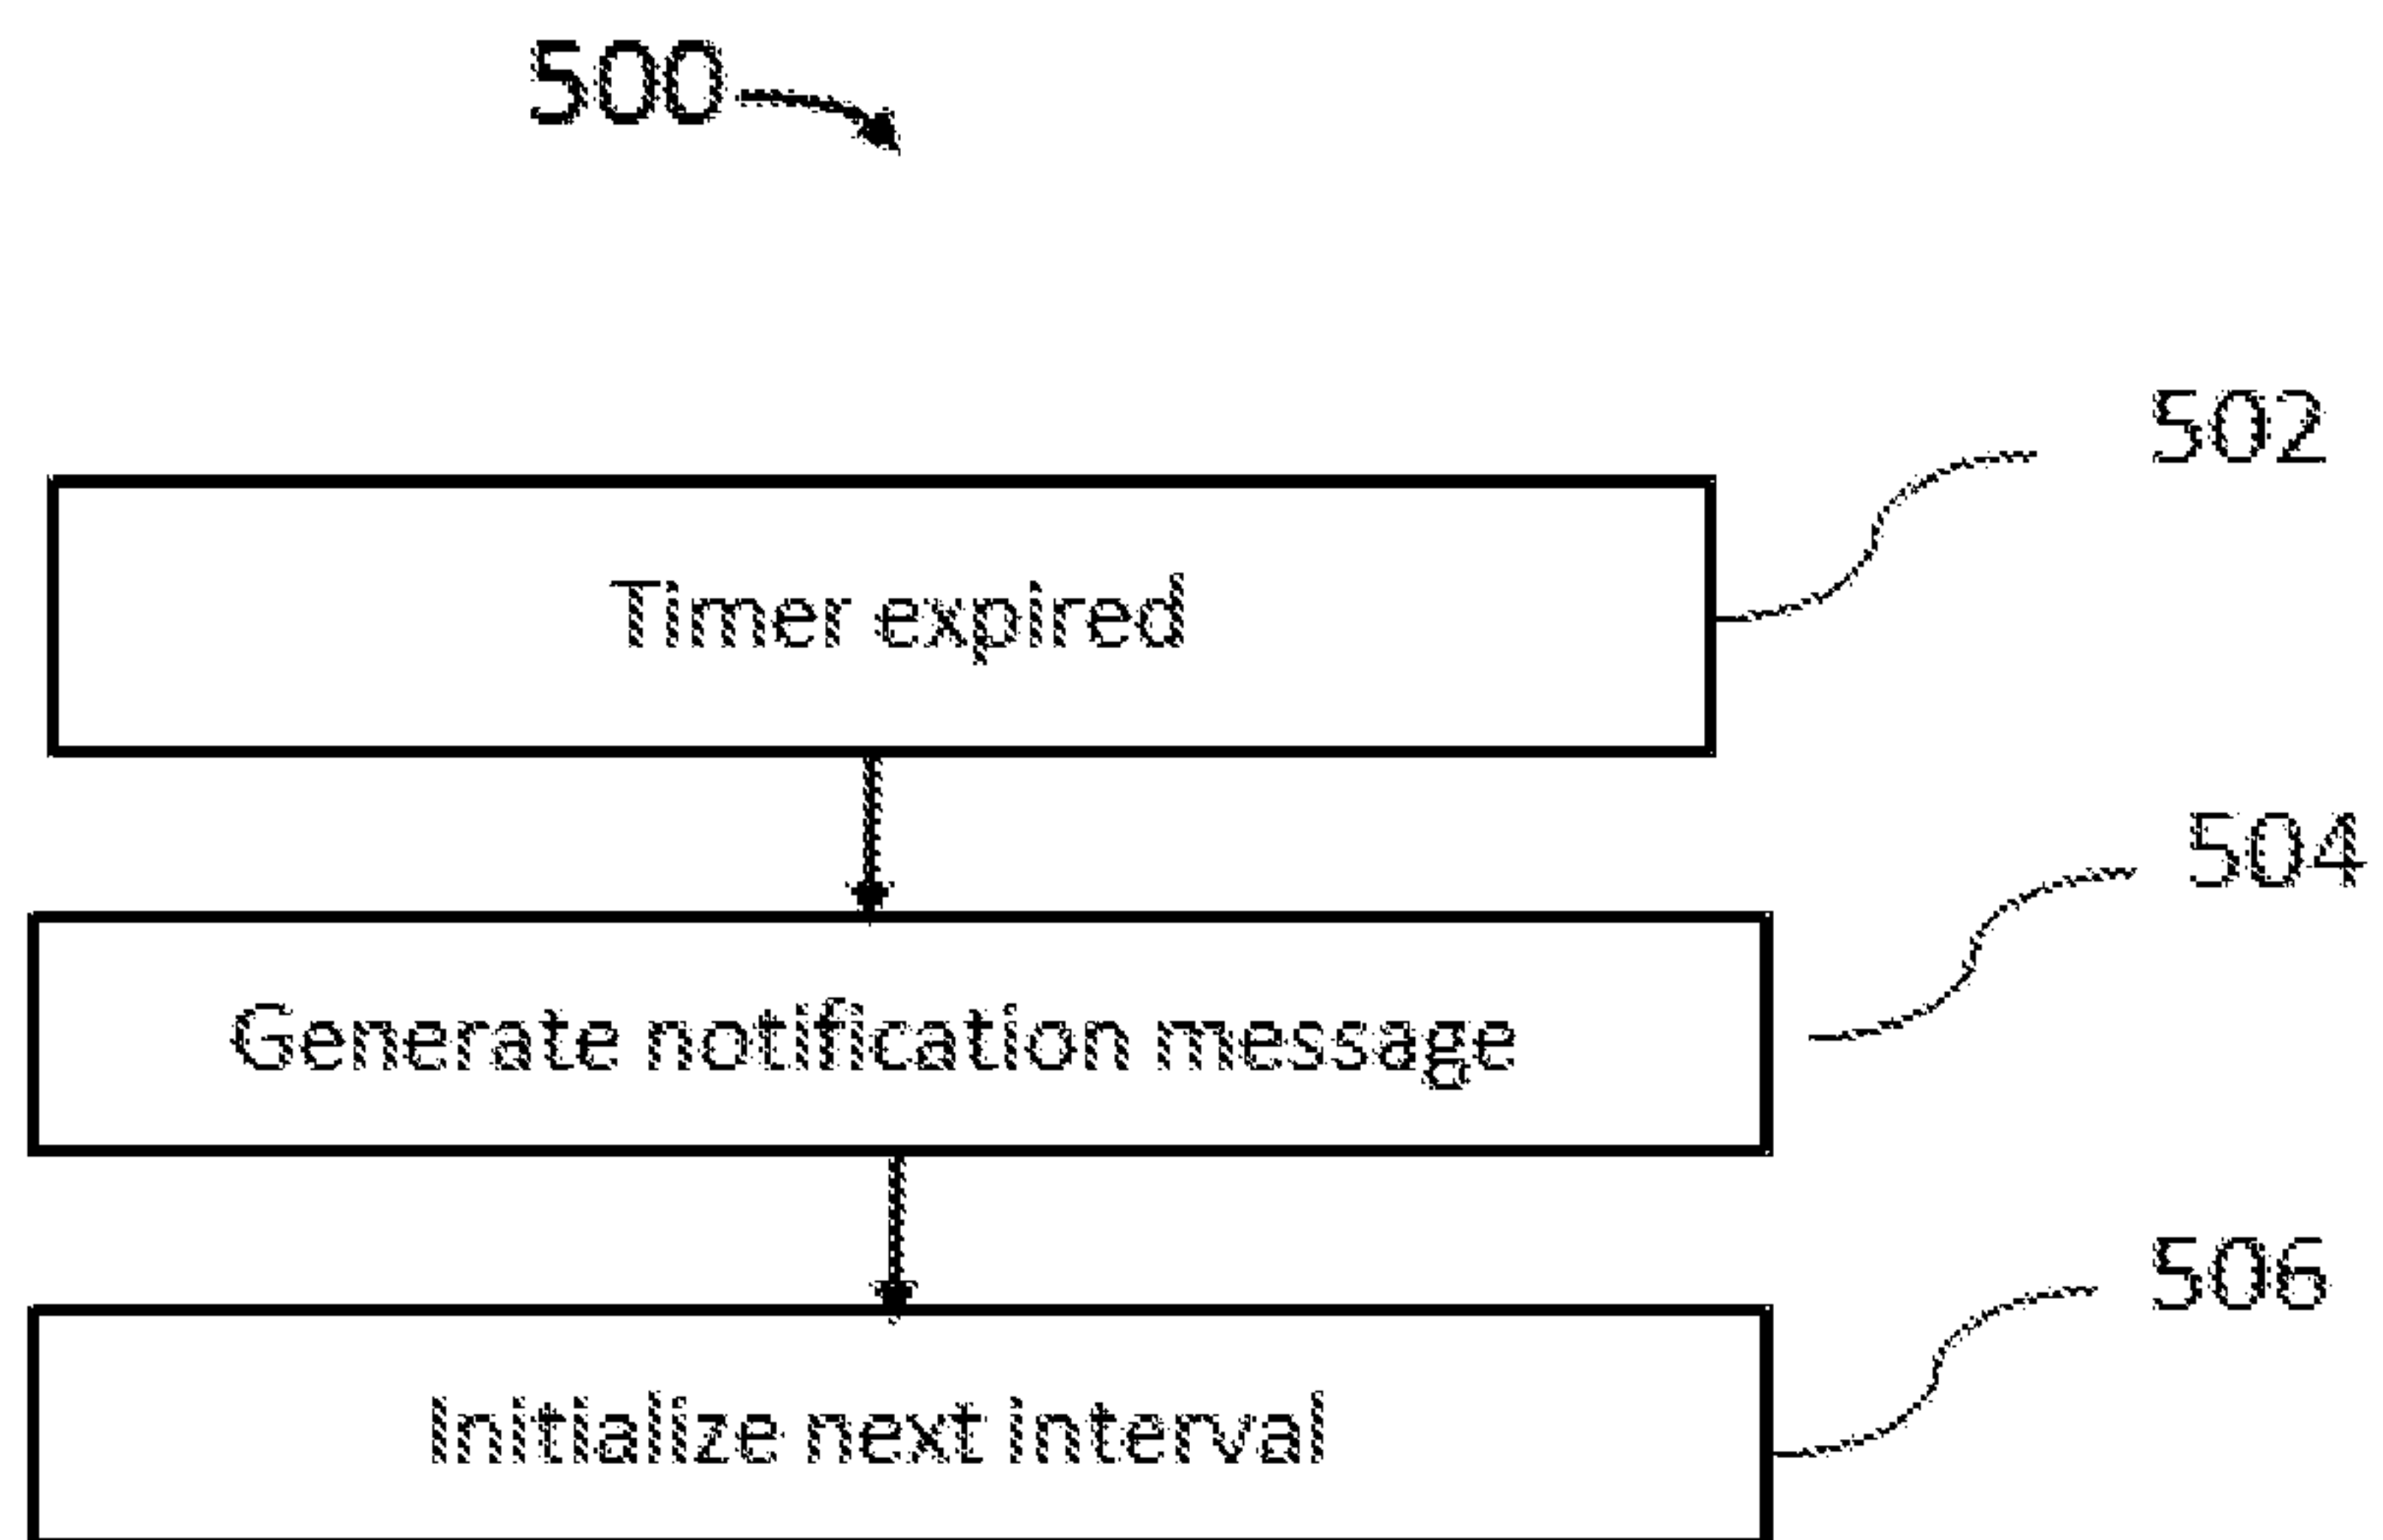 500
502
Timer expired
504
Generate notification message
506
Initialize next interval